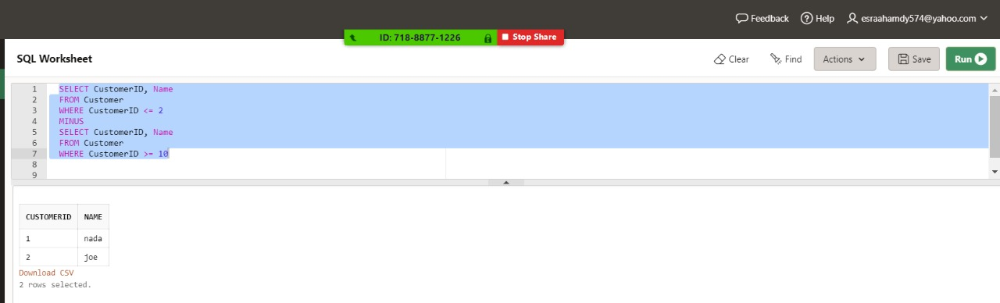 Feedback Help esraahamdy574@yahoo.com
ID: 718-8877-1226 Stop Share
SQL Worksheet Clear Find Actions Save Run
1 SELECT CustomerID, Name
2 FROM Customer
3 WHERE CustomerID <= 2
4 MINUS
5 SELECT CustomerID, Name
6 FROM Customer
7 WHERE CustomerID >= 10
8
9
CUSTOMERID NAME
1 nada
2 joe
Download CSV
2 rows selected.